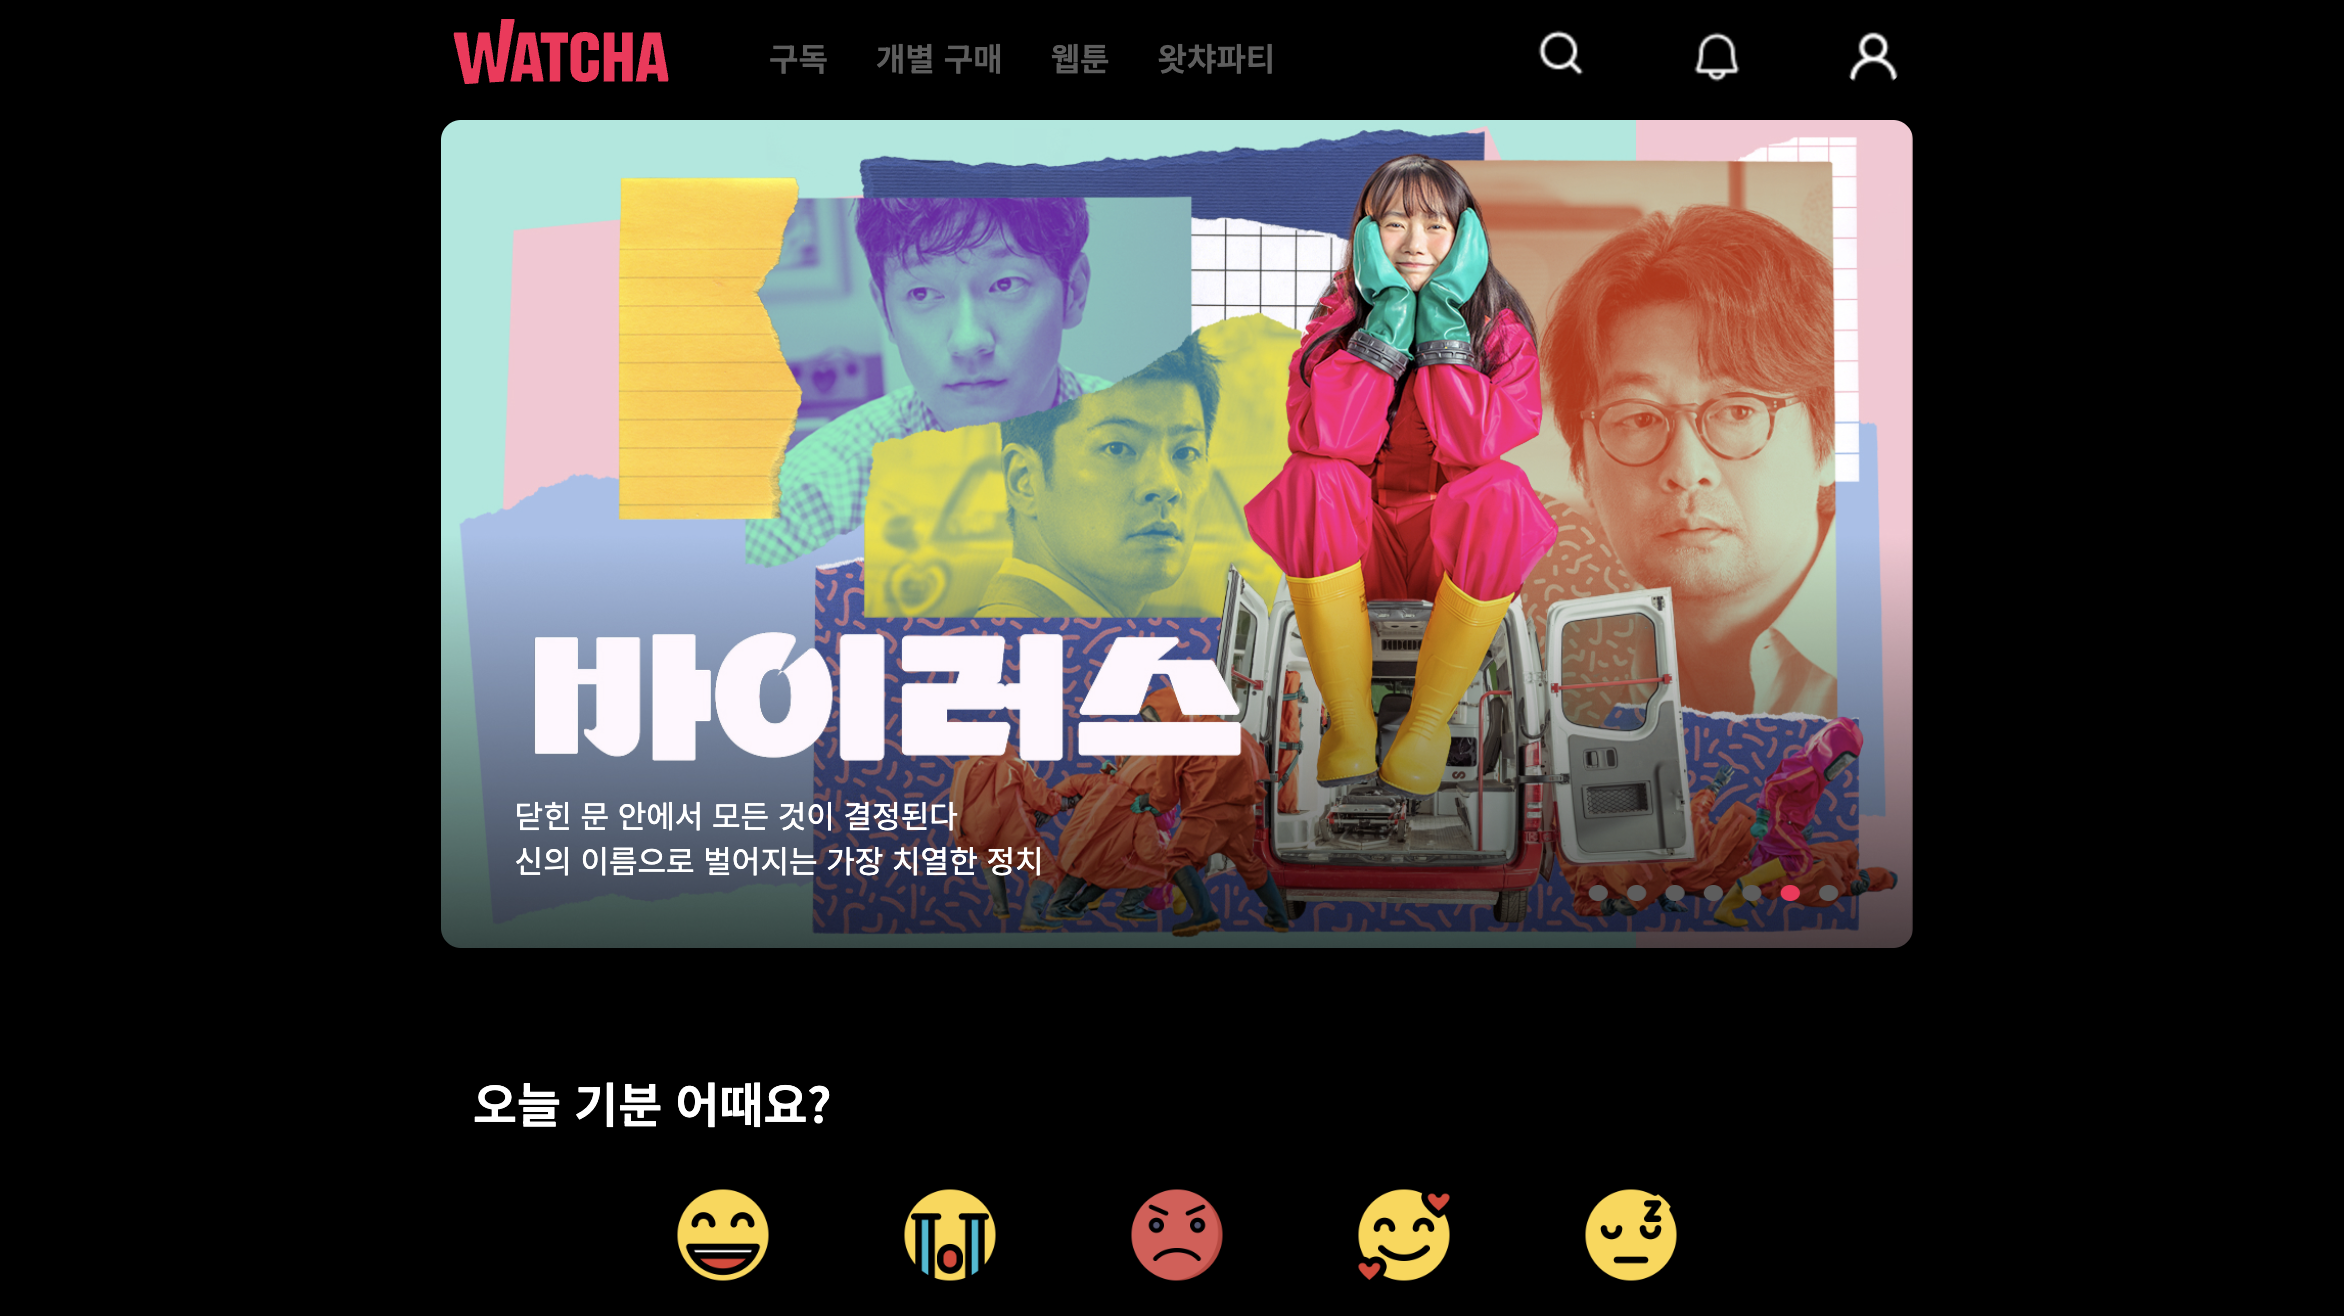 WATCHA
구독 개별 구매 웹툰 왓챠파티
바이러스
닫힌 문 안에서 모든 것이 결정된다
신의 이름으로 벌어지는 가장 치열한 정치
오늘 기분 어때요?